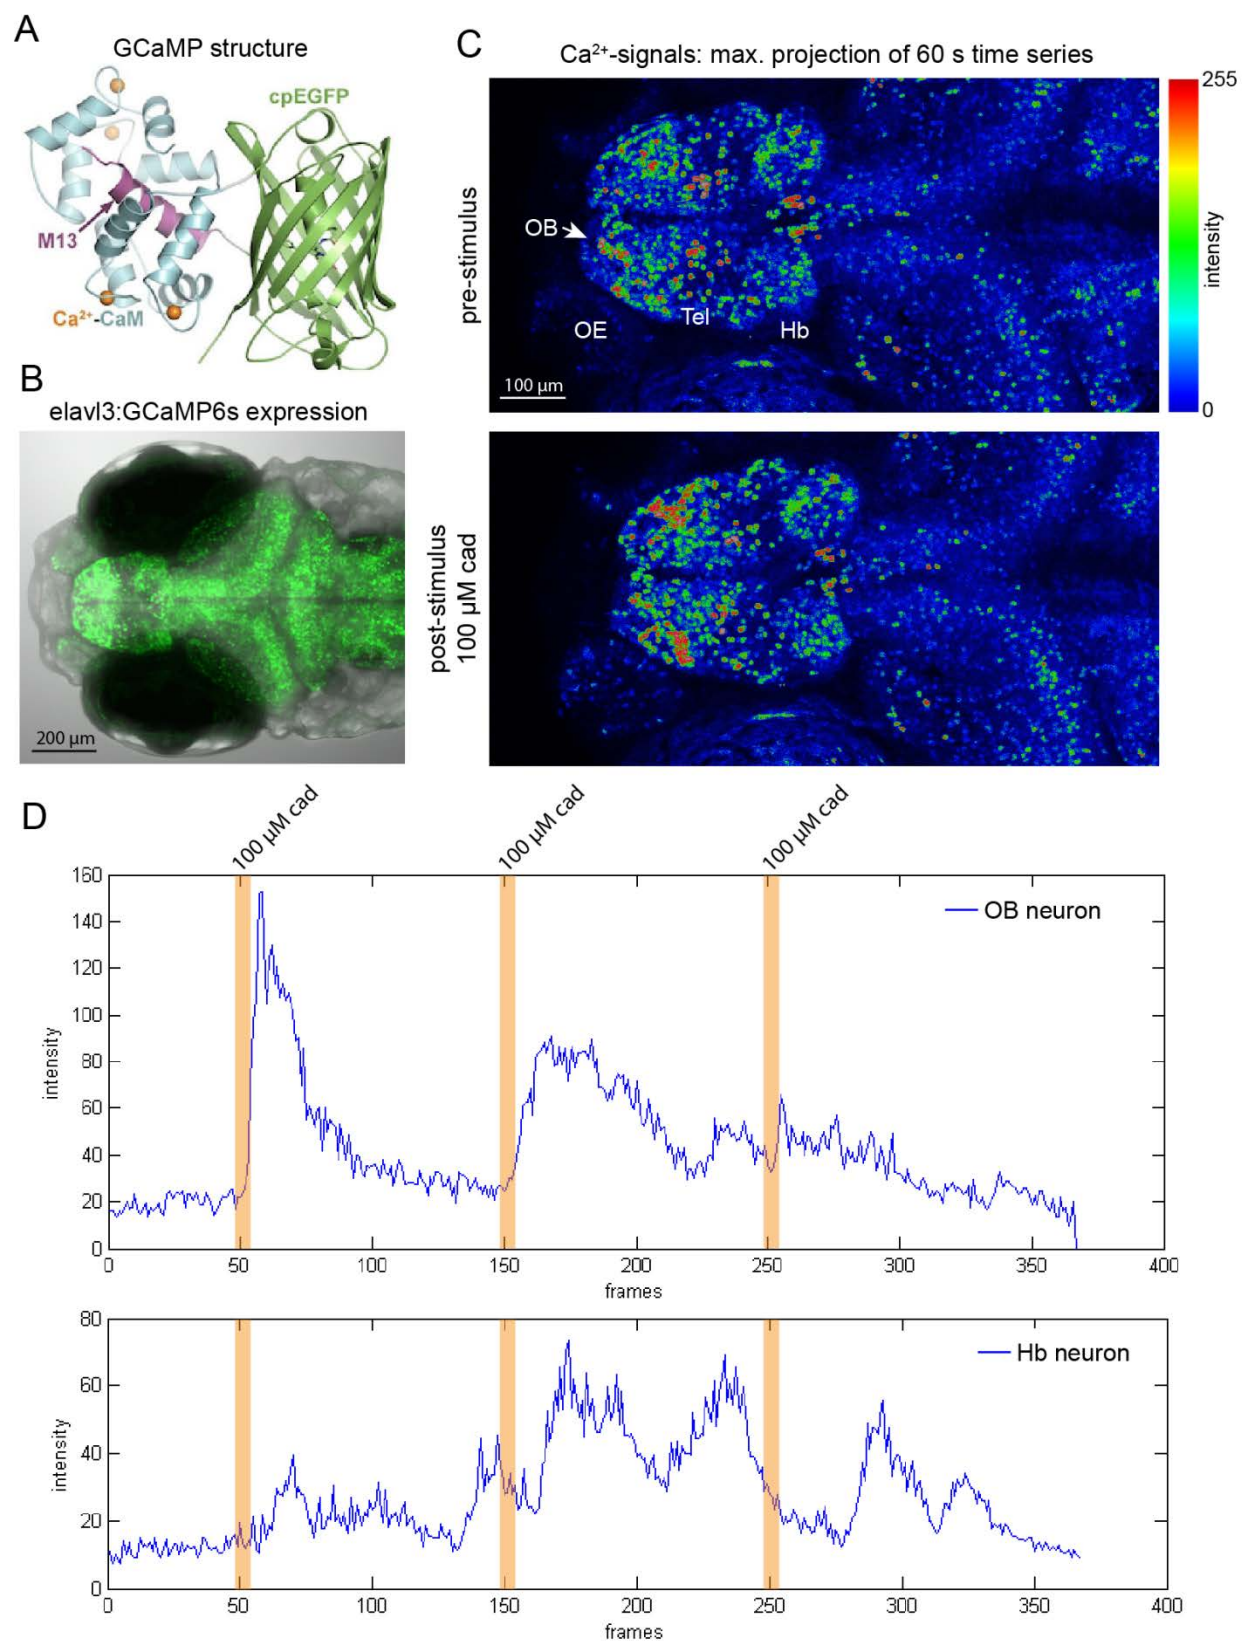 A
GCaMP structure
cpEGFP
M13
Ca²⁺-CaM
B
elavl3:GCaMP6s expression
200 µm
C
Ca²⁺-signals: max. projection of 60 s time series
pre-stimulus
OB
OE
Tel
Hb
100 µm
255
intensity
0
post-stimulus
100 µM cad
D
100 µM cad
100 µM cad
100 µM cad
160
140
120
100
80
60
40
20
0
intensity
OB neuron
0 50 100 150 200 250 300 350 400
frames
80
60
40
20
0
intensity
Hb neuron
0 50 100 150 200 250 300 350 400
frames